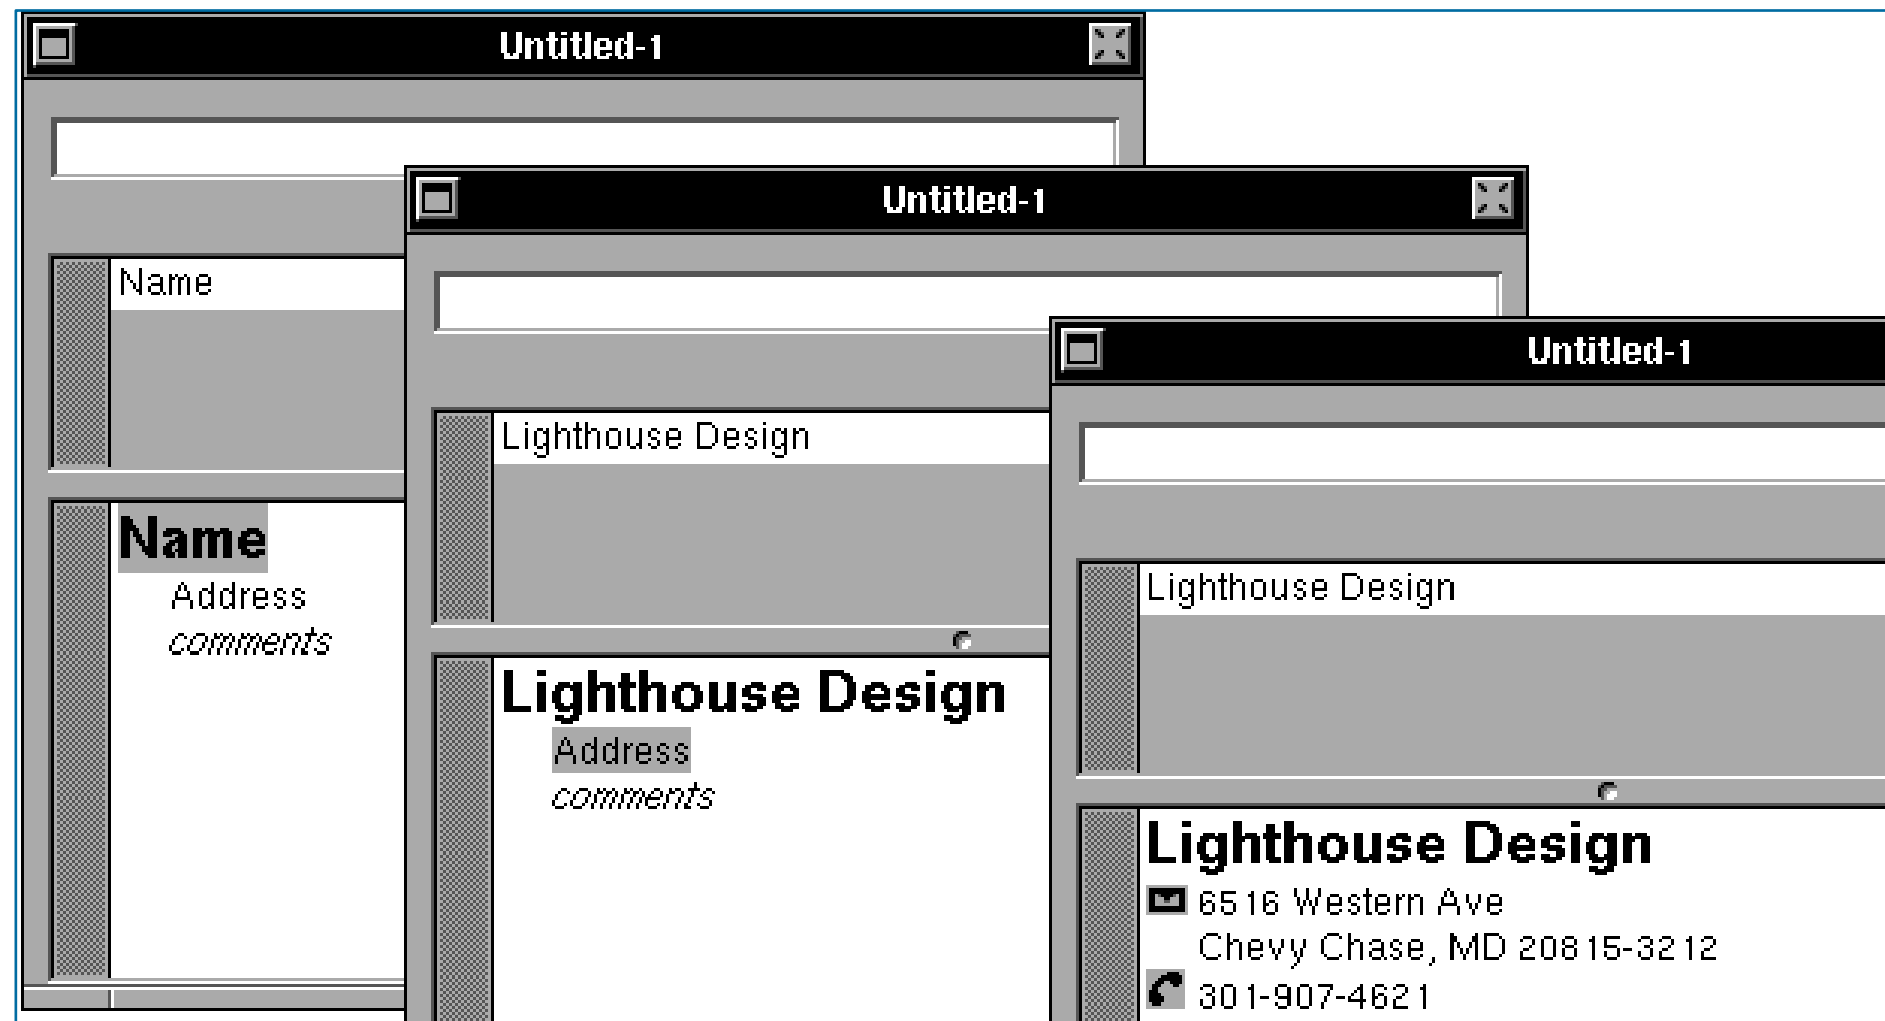 Untitled-1
Name
Name
Address
comments
Untitled-1
Lighthouse Design
Lighthouse Design
Address
comments
Untitled-1
Lighthouse Design
Lighthouse Design
6516 Western Ave
Chevy Chase, MD 20815-3212
301-907-4621